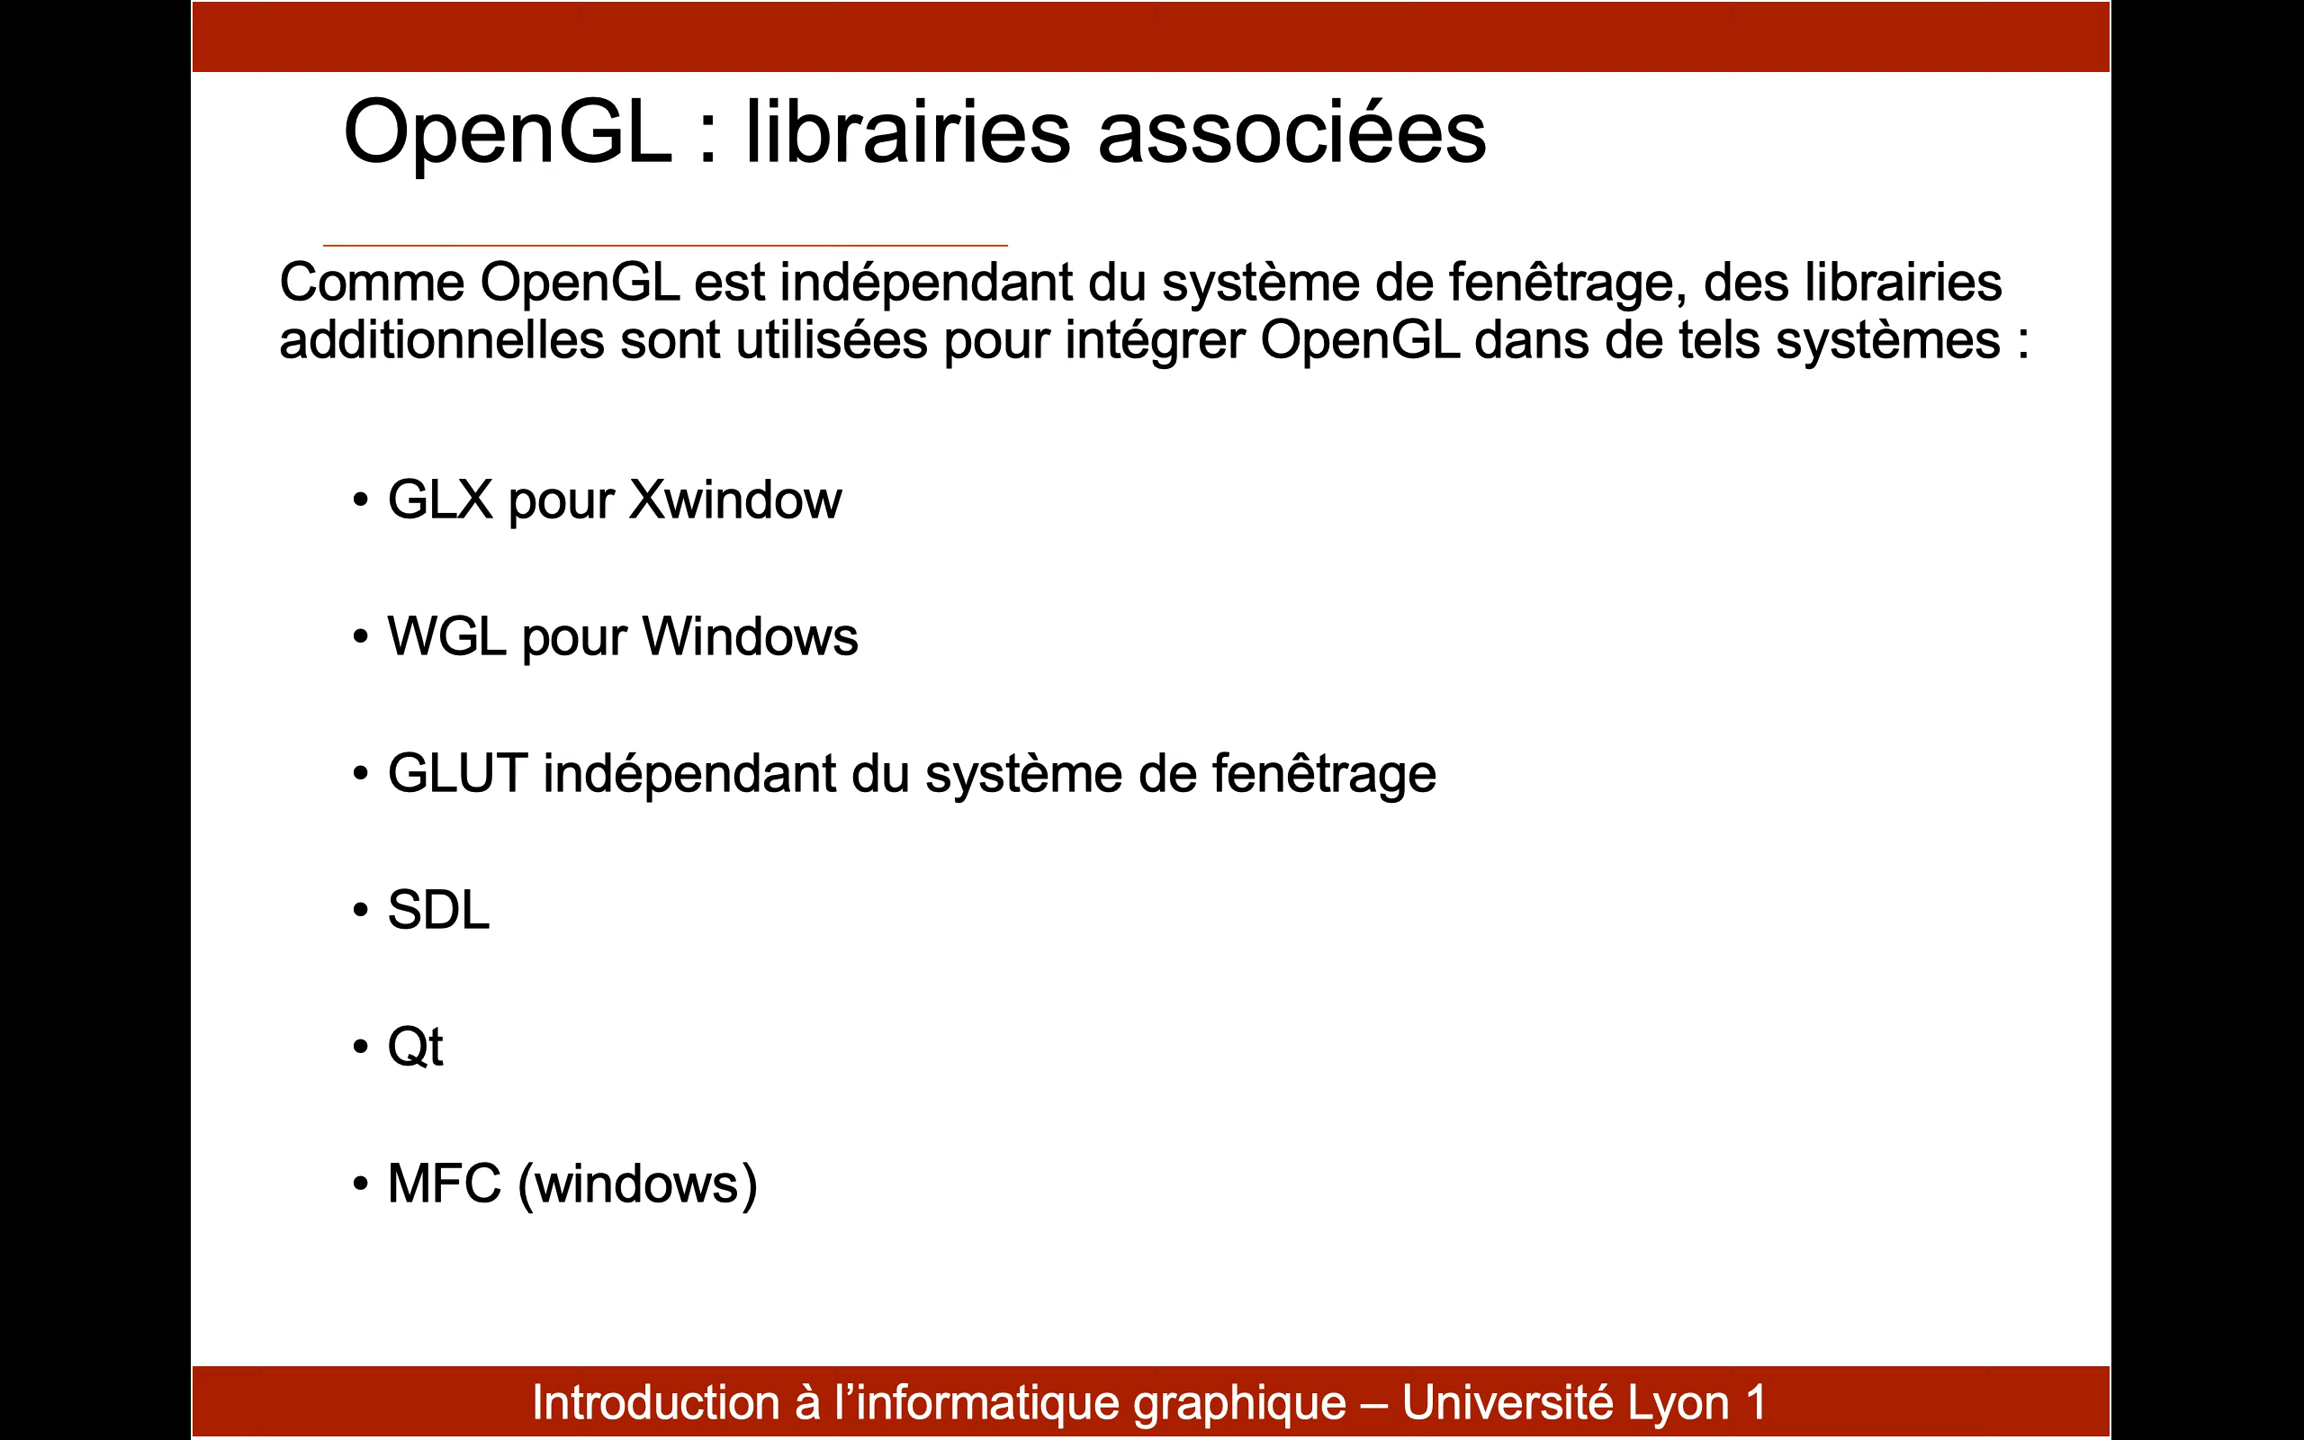 OpenGL : librairies associées
Comme OpenGL est indépendant du système de fenêtrage, des librairies
additionnelles sont utilisées pour intégrer OpenGL dans de tels systèmes :
• GLX pour Xwindow
• WGL pour Windows
• GLUT indépendant du système de fenêtrage
• SDL
• Qt
• MFC (windows)
Introduction à l’informatique graphique – Université Lyon 1